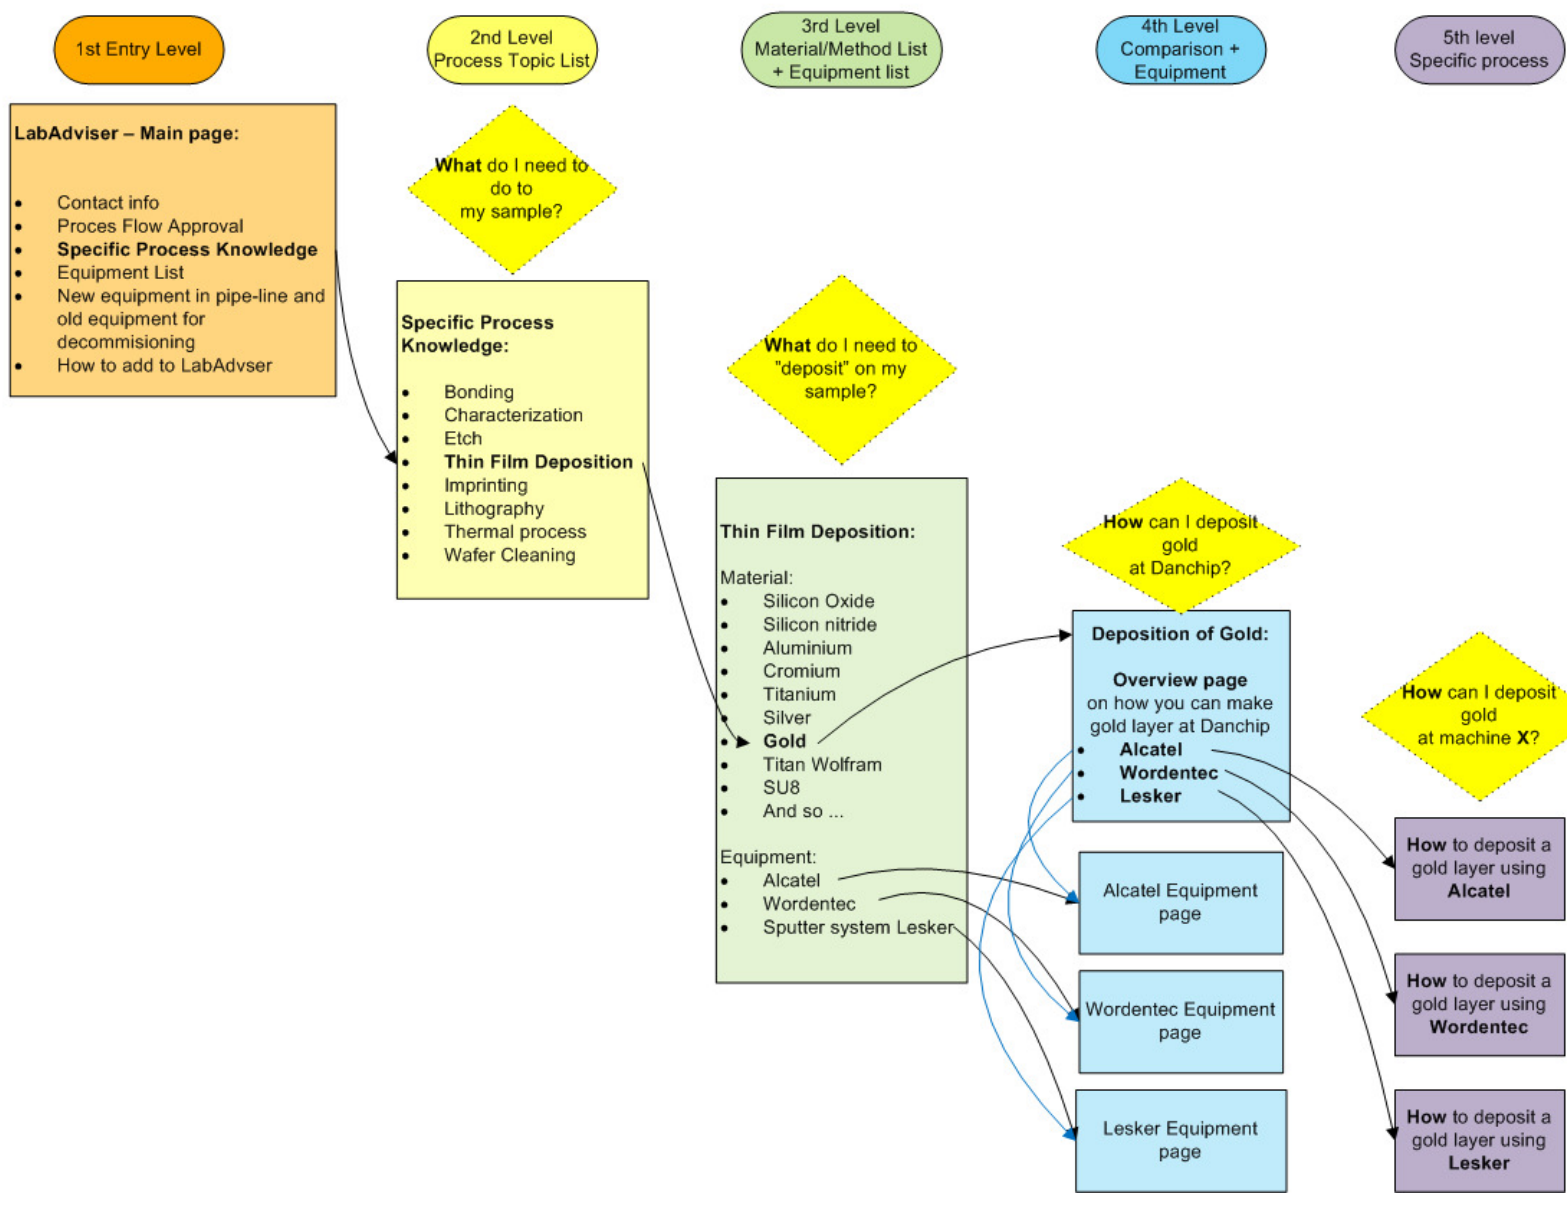 1st Entry Level
2nd Level
Process Topic List
3rd Level
Material/Method List
+ Equipment list
4th Level
Comparison +
Equipment
5th level
Specific process
LabAdviser – Main page:
• Contact info
• Proces Flow Approval
• Specific Process Knowledge
• Equipment List
• New equipment in pipe-line and
old equipment for
decommisioning
• How to add to LabAdvser
What do I need to
do to
my sample?
Specific Process
Knowledge:
• Bonding
• Characterization
• Etch
• Thin Film Deposition
• Imprinting
• Lithography
• Thermal process
• Wafer Cleaning
What do I need to
"deposit" on my
sample?
Thin Film Deposition:
Material:
• Silicon Oxide
• Silicon nitride
• Aluminium
• Cromium
• Titanium
• Silver
• Gold
• Titan Wolfram
• SU8
• And so ...
Equipment:
• Alcatel
• Wordentec
• Sputter system Lesker
How can I deposit
gold
at Danchip?
Deposition of Gold:
Overview page
on how you can make
gold layer at Danchip
• Alcatel
• Wordentec
• Lesker
Alcatel Equipment
page
Wordentec Equipment
page
Lesker Equipment
page
How can I deposit
gold
at machine X?
How to deposit a
gold layer using
Alcatel
How to deposit a
gold layer using
Wordentec
How to deposit a
gold layer using
Lesker